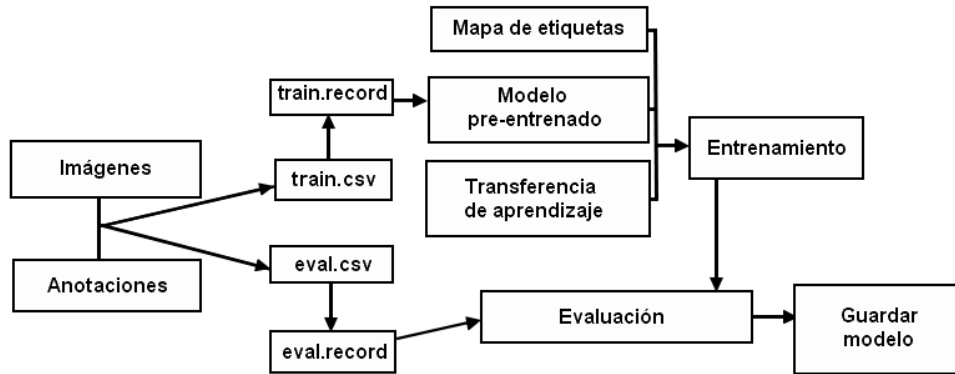 Mapa de etiquetas
train.record
Modelo
pre-entrenado
Entrenamiento
Imágenes
train.csv
Transferencia
de aprendizaje
eval.csv
Anotaciones
Evaluación
Guardar
modelo
eval.record